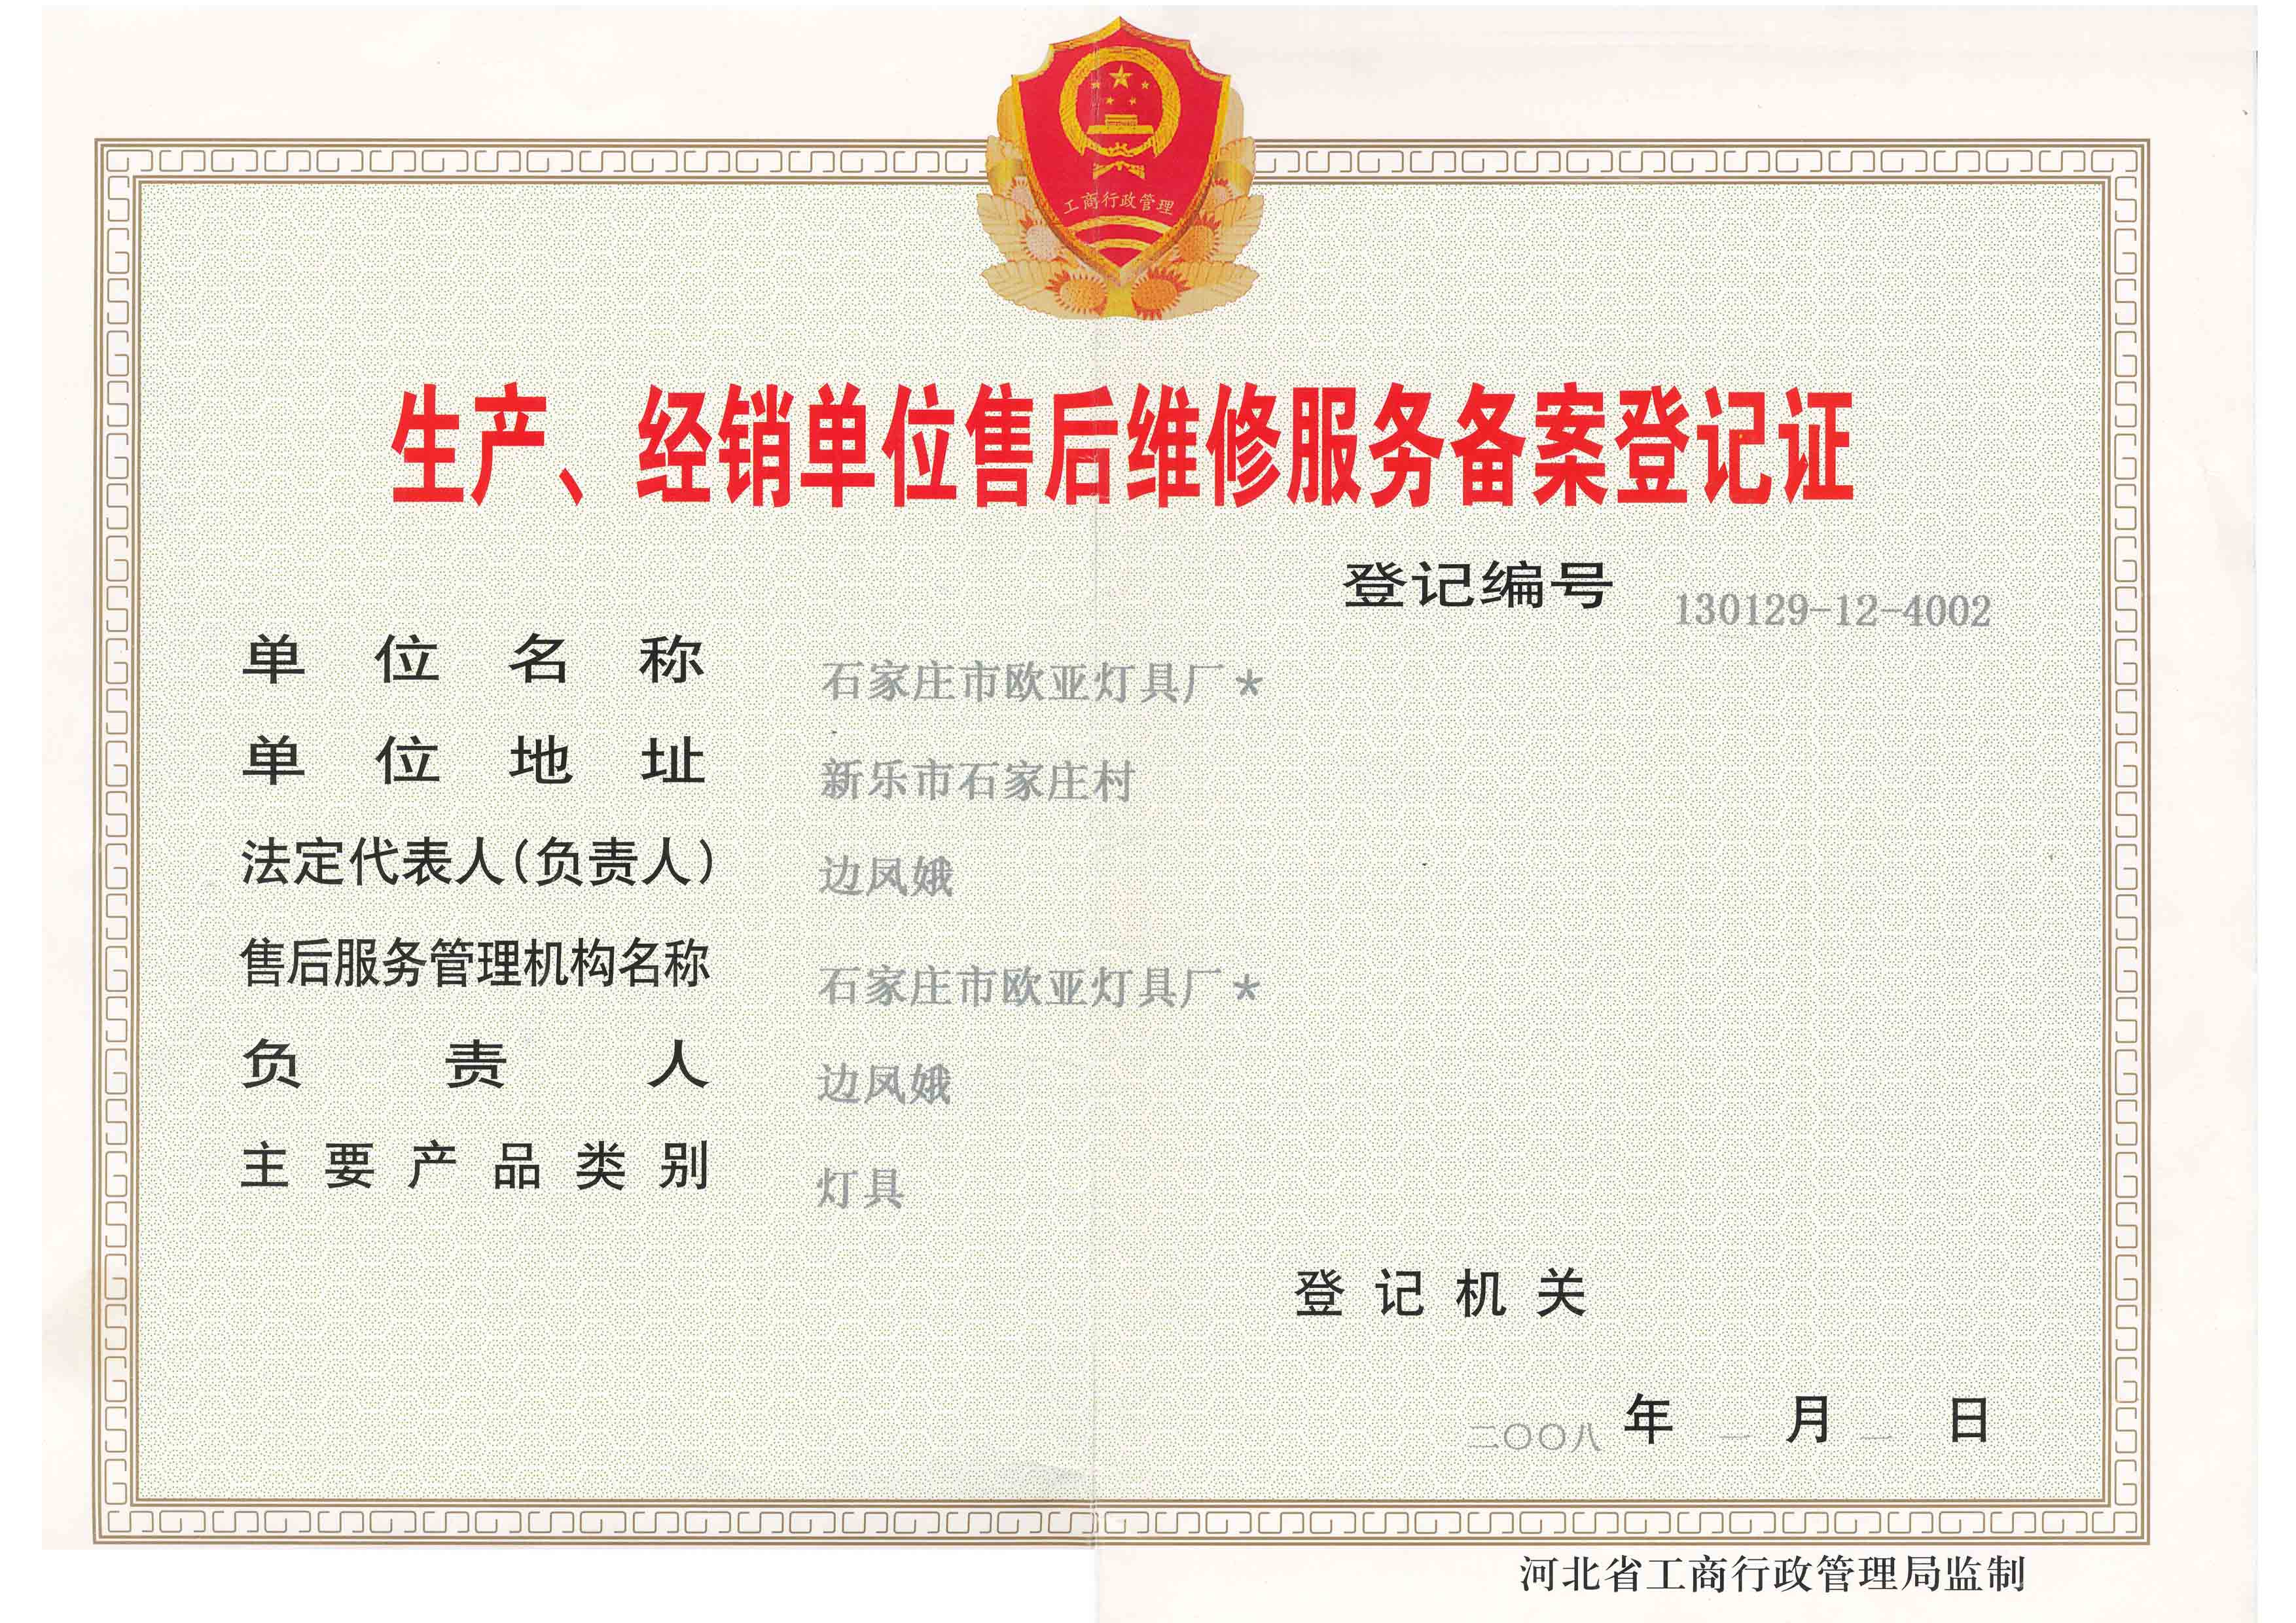 工商行政管理
生产、经销单位售后维修服务备案登记证
登记编号 130129-12-4002
单位名称 石家庄市欧亚灯具厂*
单位地址 新乐市石家庄村
法定代表人(负责人) 边凤娥
售后服务管理机构名称 石家庄市欧亚灯具厂*
负责人 边凤娥
主要产品类别 灯具
登记机关
二〇〇八年一月一日
河北省工商行政管理局监制